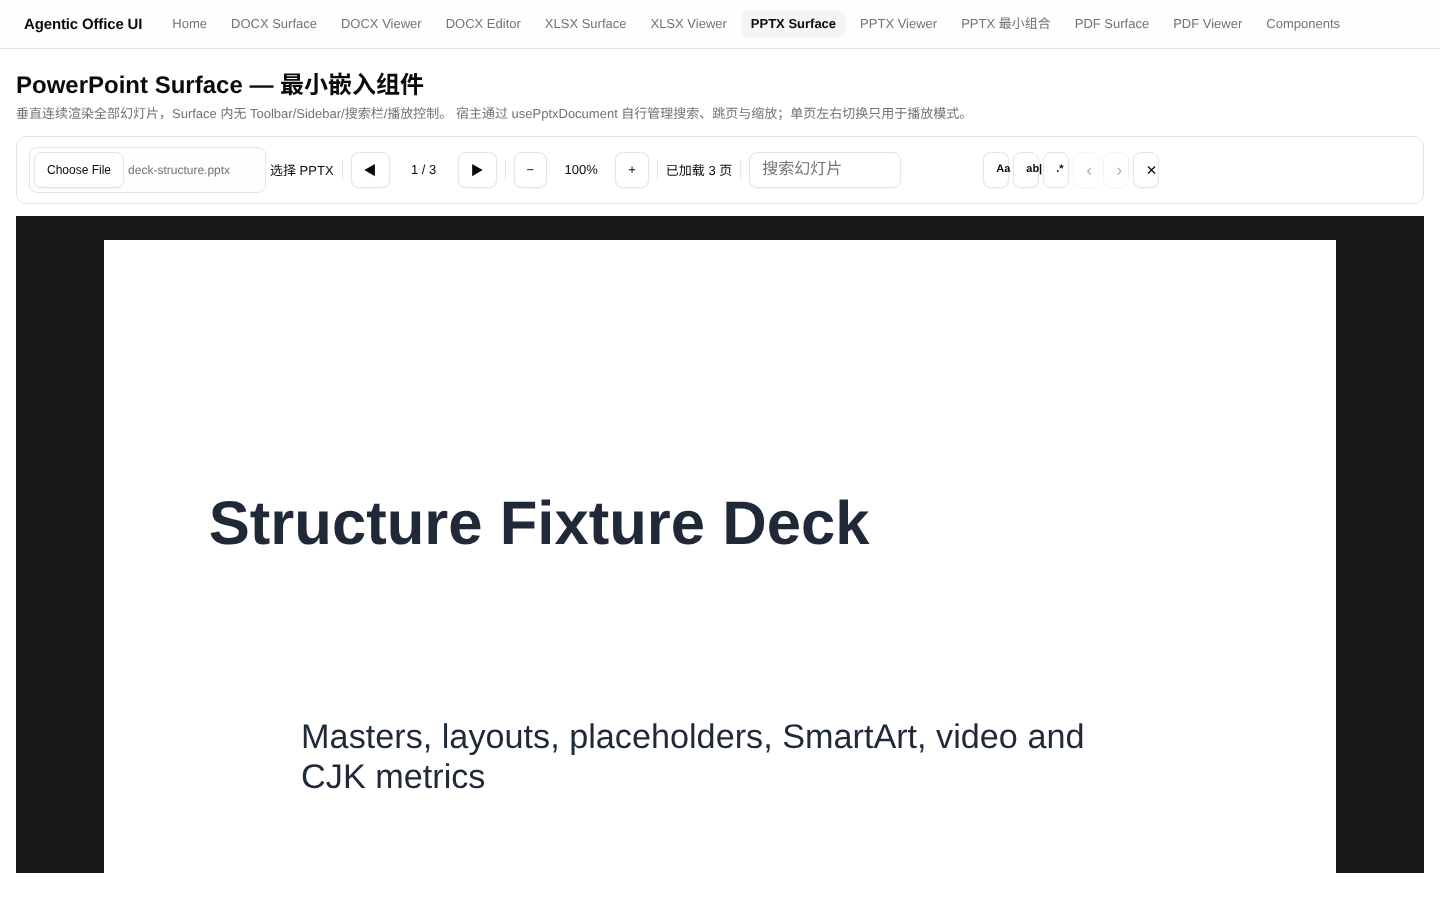 Agentic Office UI Home DOCX Surface DOCX Viewer DOCX Editor XLSX Surface XLSX Viewer PPTX Surface PPTX Viewer PPTX 最小组合 PDF Surface PDF Viewer Components
PowerPoint Surface — 最小嵌入组件
垂直连续渲染全部幻灯片，Surface 内无 Toolbar/Sidebar/搜索栏/播放控制。 宿主通过 usePptxDocument 自行管理搜索、跳页与缩放；单页左右切换只用于播放模式。
Choose File deck-structure.pptx 选择 PPTX ◀ 1 / 3 ▶ − 100% + 已加载 3 页 搜索幻灯片 Aa ab| .* ‹ › ✕
Structure Fixture Deck
Masters, layouts, placeholders, SmartArt, video and
CJK metrics